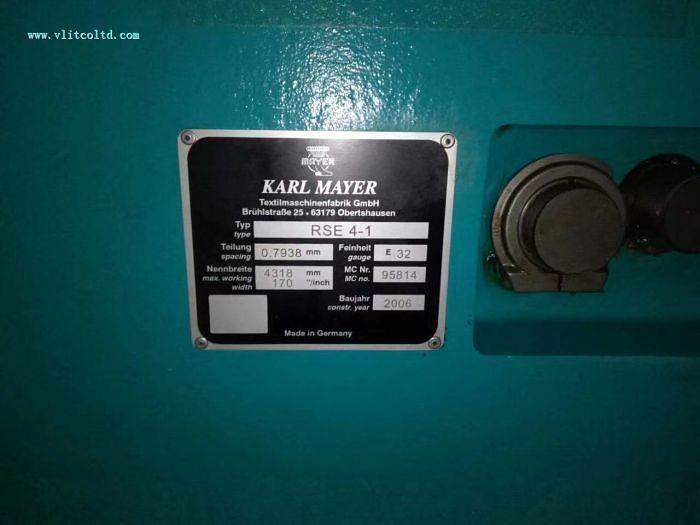 www.vlitcoltd.com
MAYER
KARL MAYER
Textilmaschinenfabrik GmbH
Brühlstraße 25 • 63179 Obertshausen
Typ
type
RSE 4-1
Teilung
spacing
0.7938 mm
Feinheit
gauge
E 32
Nennbreite
max. working
width
4318 mm
170 "/inch
MC Nr.
MC no.
95814
Baujahr
constr. year
2006
Made in Germany